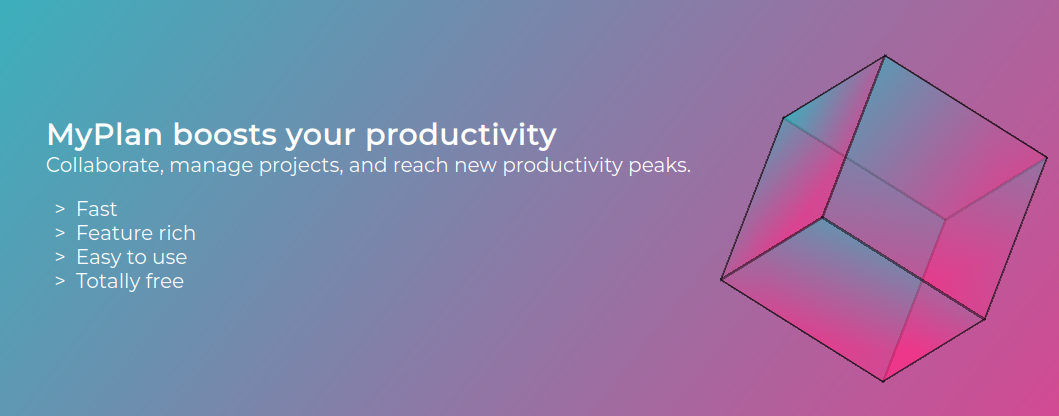 MyPlan boosts your productivity
Collaborate, manage projects, and reach new productivity peaks.
> Fast
> Feature rich
> Easy to use
> Totally free